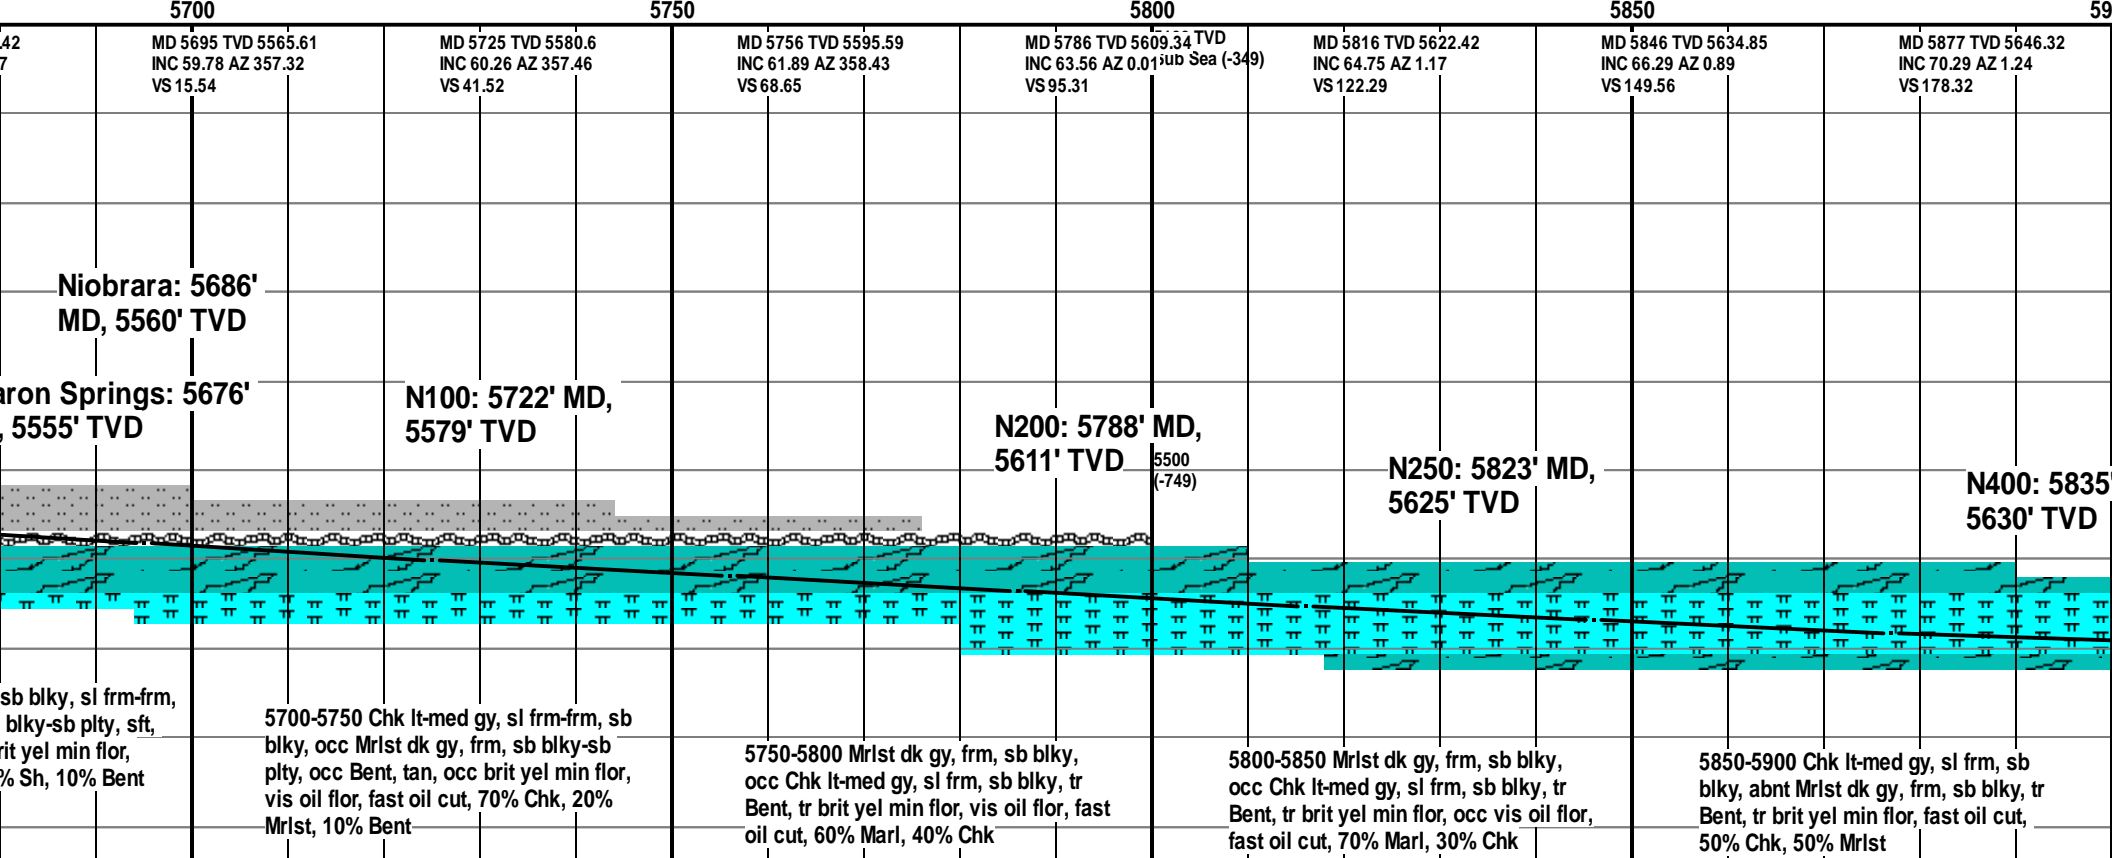 5700 5750 5800 5850 59
.42
7
MD 5695 TVD 5565.61
INC 59.78 AZ 357.32
VS 15.54
MD 5725 TVD 5580.6
INC 60.26 AZ 357.46
VS 41.52
MD 5756 TVD 5595.59
INC 61.89 AZ 358.43
VS 68.65
MD 5786 TVD 5609.34
INC 63.56 AZ 0.01
VS 95.31
TVD
Sub Sea (-349)
MD 5816 TVD 5622.42
INC 64.75 AZ 1.17
VS 122.29
MD 5846 TVD 5634.85
INC 66.29 AZ 0.89
VS 149.56
MD 5877 TVD 5646.32
INC 70.29 AZ 1.24
VS 178.32
Niobrara: 5686'
MD, 5560' TVD
aron Springs: 5676'
, 5555' TVD
N100: 5722' MD,
5579' TVD
N200: 5788' MD,
5611' TVD
5500
(-749)
N250: 5823' MD,
5625' TVD
N400: 5835'
5630' TVD
sb blky, sl frm-frm,
blky-sb plty, sft,
rit yel min flor,
% Sh, 10% Bent
5700-5750 Chk lt-med gy, sl frm-frm, sb
blky, occ Mrlst dk gy, frm, sb blky-sb
plty, occ Bent, tan, occ brit yel min flor,
vis oil flor, fast oil cut, 70% Chk, 20%
Mrlst, 10% Bent
5750-5800 Mrlst dk gy, frm, sb blky,
occ Chk lt-med gy, sl frm, sb blky, tr
Bent, tr brit yel min flor, vis oil flor, fast
oil cut, 60% Marl, 40% Chk
5800-5850 Mrlst dk gy, frm, sb blky,
occ Chk lt-med gy, sl frm, sb blky, tr
Bent, tr brit yel min flor, occ vis oil flor,
fast oil cut, 70% Marl, 30% Chk
5850-5900 Chk lt-med gy, sl frm, sb
blky, abnt Mrlst dk gy, frm, sb blky, tr
Bent, tr brit yel min flor, fast oil cut,
50% Chk, 50% Mrlst